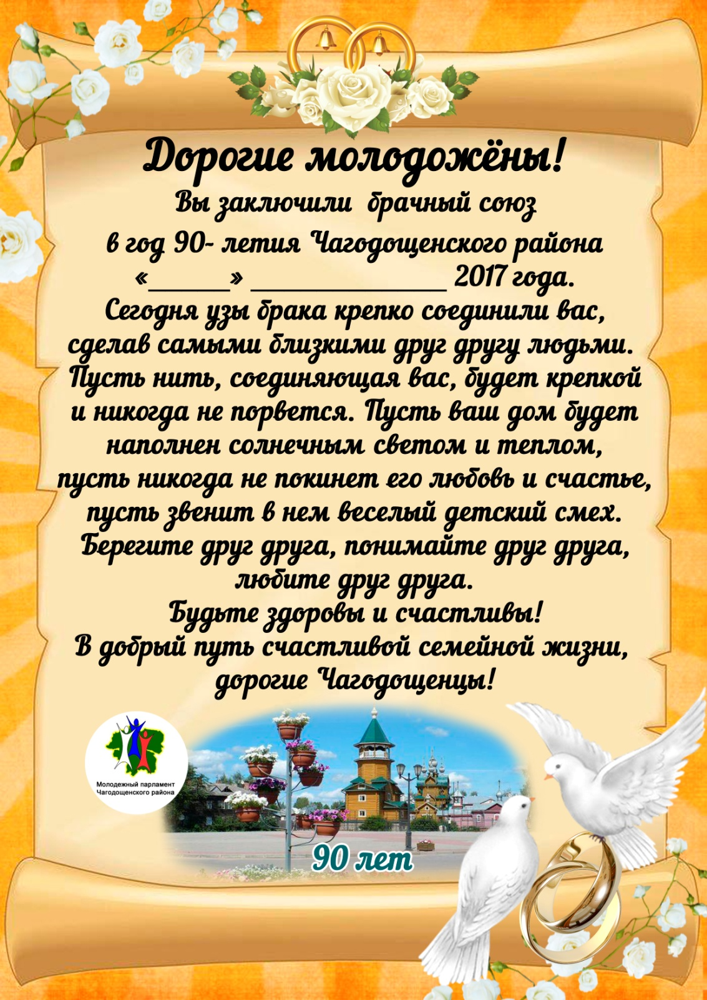 Дорогие молодожёны!
Вы заключили брачный союз
в год 90- летия Чагодощенского района
«______» _______________ 2017 года.
Сегодня узы брака крепко соединили вас,
сделав самыми близкими друг другу людьми.
Пусть нить, соединяющая вас, будет крепкой
и никогда не порвется. Пусть ваш дом будет
наполнен солнечным светом и теплом,
пусть никогда не покинет его любовь и счастье,
пусть звенит в нем веселый детский смех.
Берегите друг друга, понимайте друг друга,
любите друг друга.
Будьте здоровы и счастливы!
В добрый путь счастливой семейной жизни,
дорогие Чагодощенцы!
Молодежный парламент
Чагодощенского района
90 лет